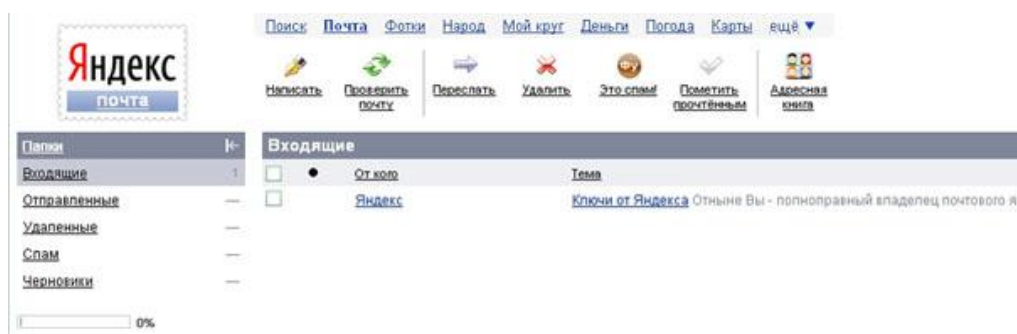 Поиск Почта Фотки Народ Мой круг Деньги Погода Карты ещё ▼
Яндекс
почта
Написать Проверить почту Переслать Удалить Это спам! Пометить прочтённым Адресная книга
Папки
Входящие 1
Отправленные —
Удаленные —
Спам —
Черновики —
0%
Входящие
От кого Тема
Яндекс Ключи от Яндекса Отныне Вы - полноправный владелец почтового я